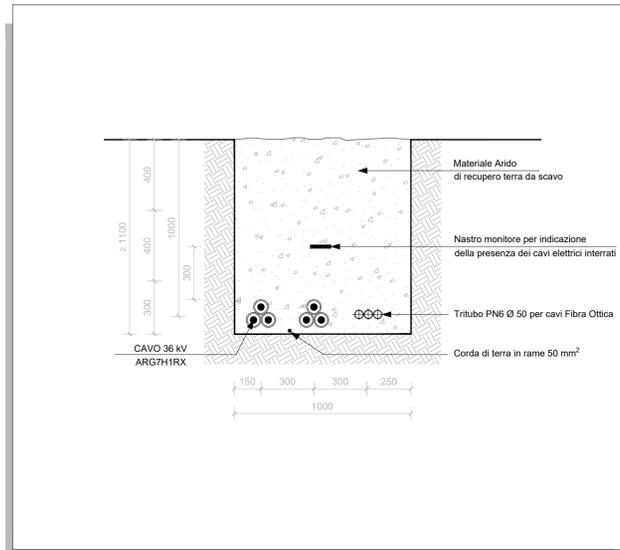 Materiale Arido
di recupero terra da scavo
Nastro monitore per indicazione
della presenza dei cavi elettrici interrati
Tritubo PN6 Ø 50 per cavi Fibra Ottica
Corda di terra in rame 50 mm²
CAVO 36 kV
ARG7H1RX
≥ 1100
400
400
300
1000
300
150 300 300 250
1000